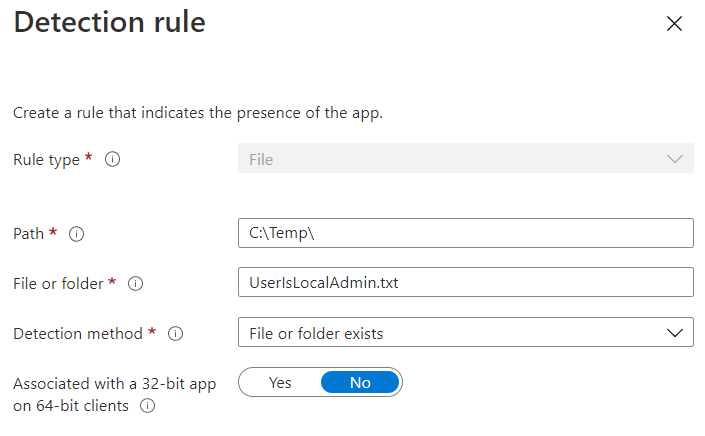 Detection rule
Create a rule that indicates the presence of the app.
Rule type *
File
Path *
C:\Temp\
File or folder *
UserIsLocalAdmin.txt
Detection method *
File or folder exists
Associated with a 32-bit app
on 64-bit clients
Yes No